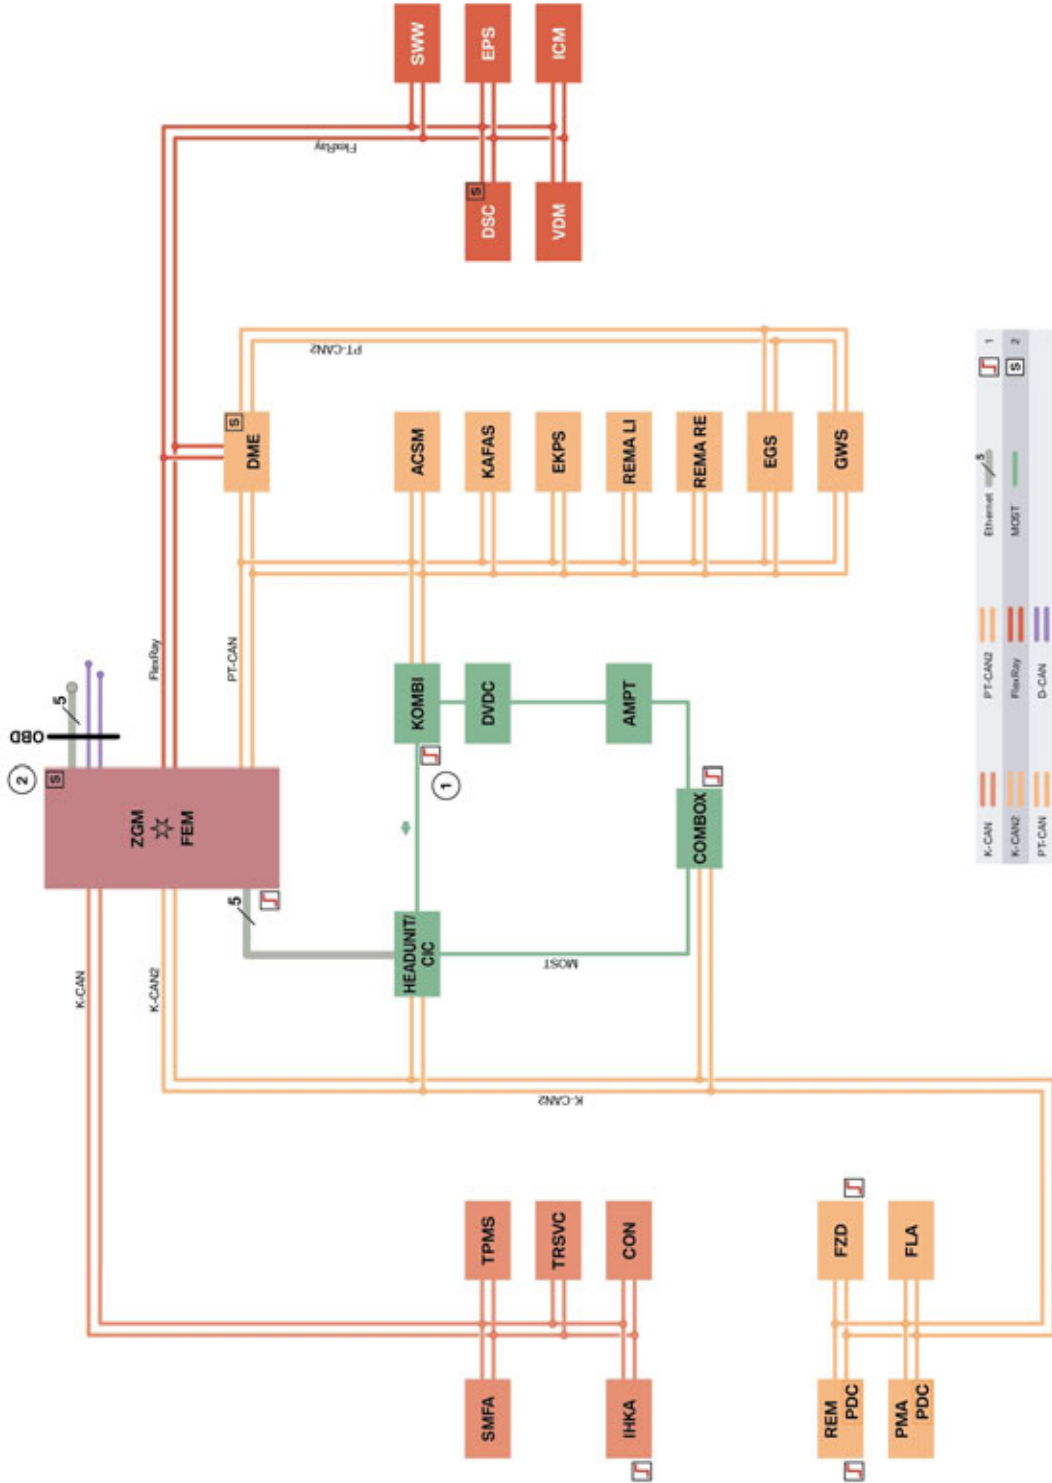 SWW
EPS
ICM
FlexRay
DSC
S
VDM
PT-CAN2
S
DME
ACSM
KAFAS
EKPS
REMA LI
REMA RE
EGS
GWS
FlexRay
PT-CAN
OBD
5
2
S
ZGM
FEM
5
KOMBI
DVDC
AMPT
1
COMBOX
HEADUNIT/
CIC
MOST
K-CAN
K-CAN2
K-CAN2
TPMS
TRSVC
CON
SMFA
IHKA
FZD
FLA
REM
PDC
PMA
PDC
K-CAN
PT-CAN2
Ethernet
5
1
K-CAN2
FlexRay
MOST
S
2
PT-CAN
D-CAN